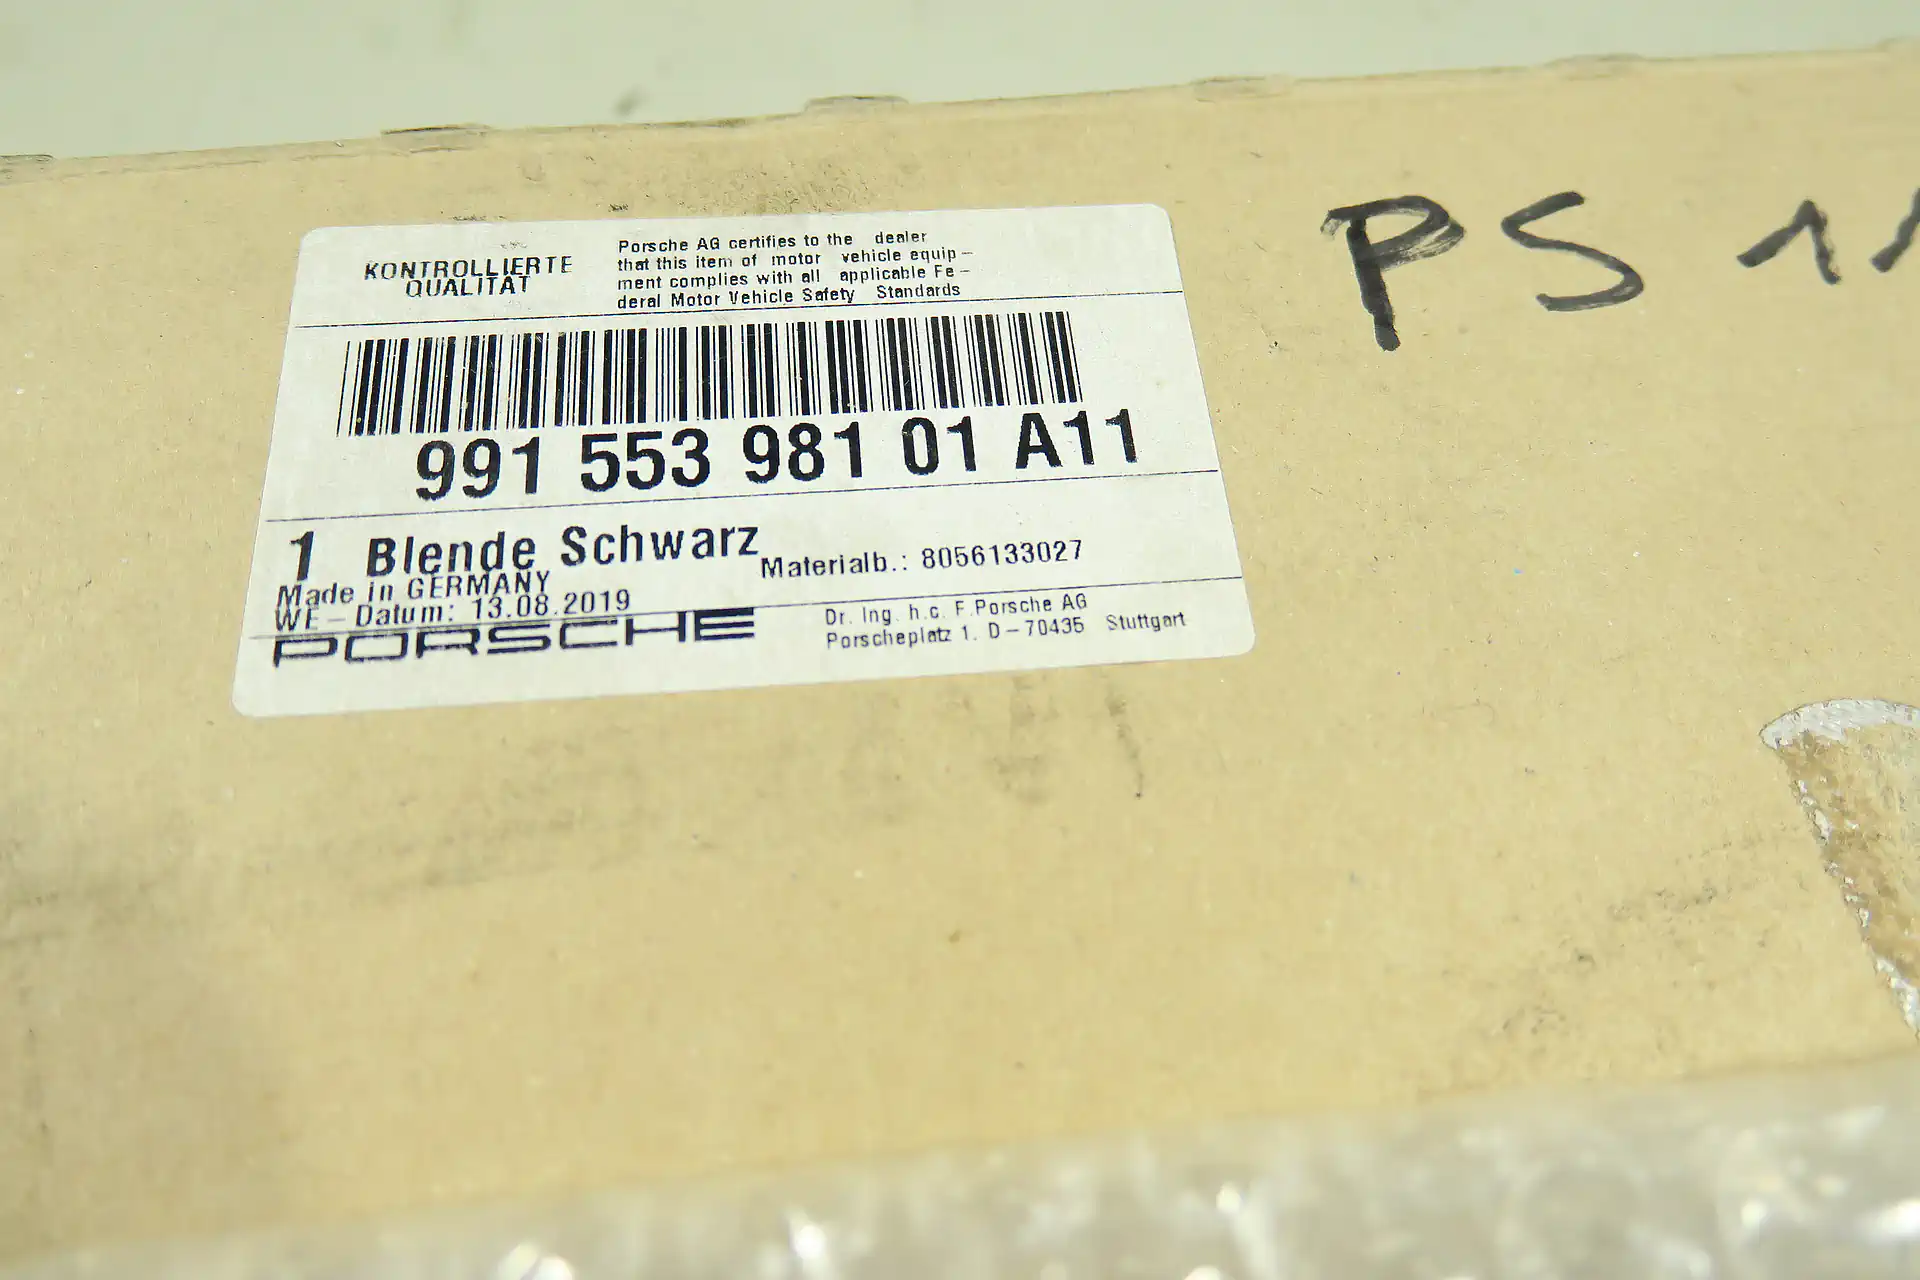 KONTROLLIERTE
QUALITÄT
Porsche AG certifies to the dealer
that this item of motor vehicle equip-
ment complies with all applicable Fe-
deral Motor Vehicle Safety Standards
991 553 981 01 A11
1 Blende Schwarz
Materialb.: 8056133027
Made in GERMANY
WE-Datum: 13.08.2019
PORSCHE
Dr. Ing. h.c. F.Porsche AG
Porscheplatz 1. D-70435 Stuttgart
PS 11